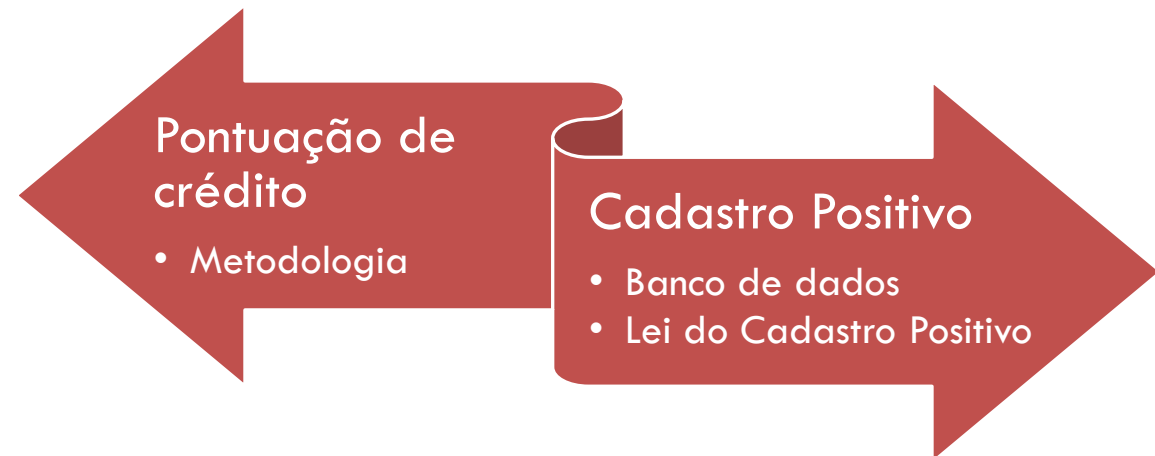 Pontuação de
crédito
• Metodologia
Cadastro Positivo
• Banco de dados
• Lei do Cadastro Positivo